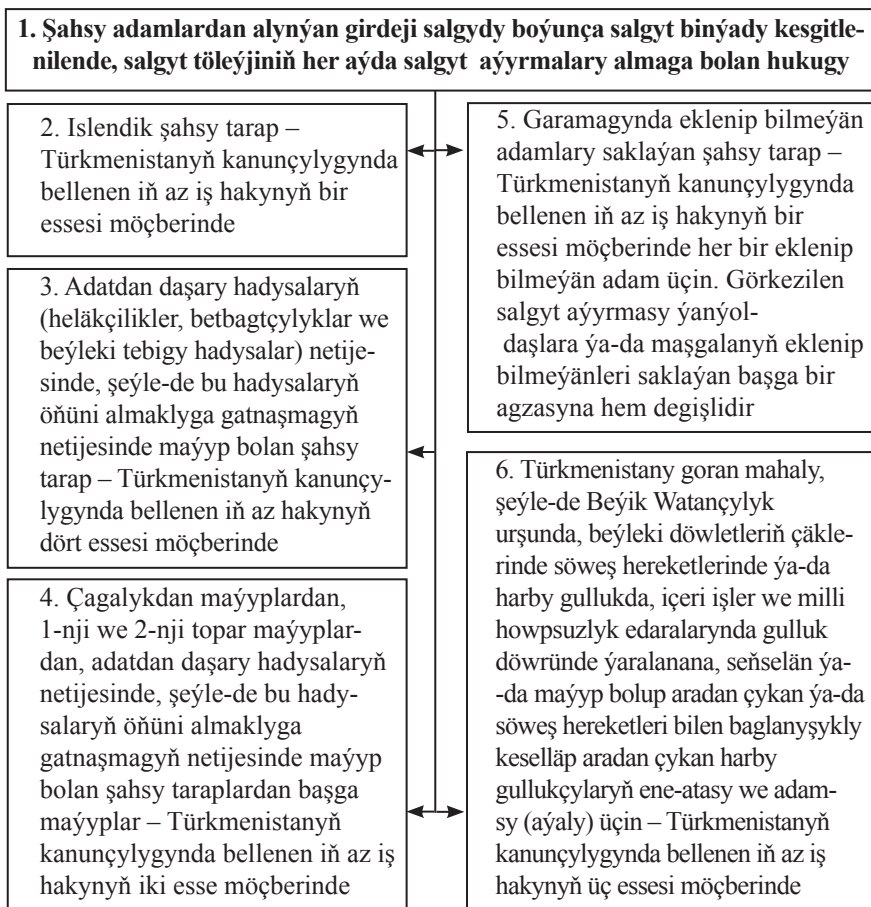 1. Şahsy adamlardan alynýan girdeji salgydy boýunça salgyt binýady kesgitle-
nilende, salgyt töleýjiniň her aýda salgyt aýyrmalary almaga bolan hukugy
2. Islendik şahsy tarap –
Türkmenistanyň kanunçylygynda
bellenen iň az iş hakynyň bir
essesi möçberinde
3. Adatdan daşary hadysalaryň
(heläkçilikler, betbagtçylyklar we
beýleki tebigy hadysalar) netije-
sinde, şeýle-de bu hadysalaryň
öňüni almaklyga gatnaşmagyň
netijesinde maýyp bolan şahsy
tarap – Türkmenistanyň kanunçy-
lygynda bellenen iň az hakynyň
dört essesi möçberinde
4. Çagalykdan maýyplardan,
1-nji we 2-nji topar maýyplar-
dan, adatdan daşary hadysalaryň
netijesinde, şeýle-de bu hady-
salaryň öňüni almaklyga
gatnaşmagyň netijesinde maýyp
bolan şahsy taraplardan başga
maýyplar – Türkmenistanyň
kanunçylygynda bellenen iň az iş
hakynyň iki esse möçberinde
5. Garamagynda eklenip bilmeýän
adamlary saklaýan şahsy tarap –
Türkmenistanyň kanunçylygynda
bellenen iň az iş hakynyň bir
essesi möçberinde her bir eklenip
bilmeýän adam üçin. Görkezilen
salgyt aýyrmasy ýanýol-
daşlara ýa-da maşgalanyň eklenip
bilmeýänleri saklaýan başga bir
agzasyna hem degişlidir
6. Türkmenistany goran mahaly,
şeýle-de Beýik Watançylyk
urşunda, beýleki döwletleriň çäkle-
rinde söweş hereketlerinde ýa-da
harby gullukda, içeri işler we milli
howpsuzlyk edaralarynda gulluk
döwründe ýaralanana, seňselän ýa-
-da maýyp bolup aradan çykan ýa-da
söweş hereketleri bilen baglanyşykly
keselläp aradan çykan harby
gullukçylaryň ene-atasy we adam-
sy (aýaly) üçin – Türkmenistanyň
kanunçylygynda bellenen iň az iş
hakynyň üç essesi möçberinde